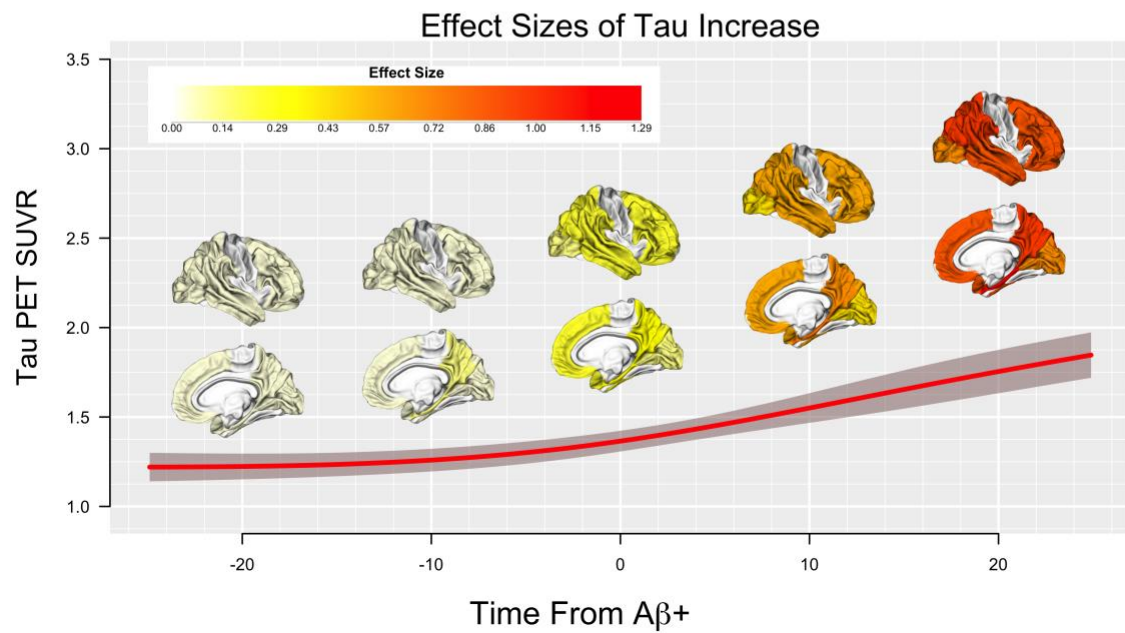 Effect Sizes of Tau Increase
Effect Size
0.00 0.14 0.29 0.43 0.57 0.72 0.86 1.00 1.15 1.29
Tau PET SUVR
3.5
3.0
2.5
2.0
1.5
1.0
-20 -10 0 10 20
Time From Aβ+